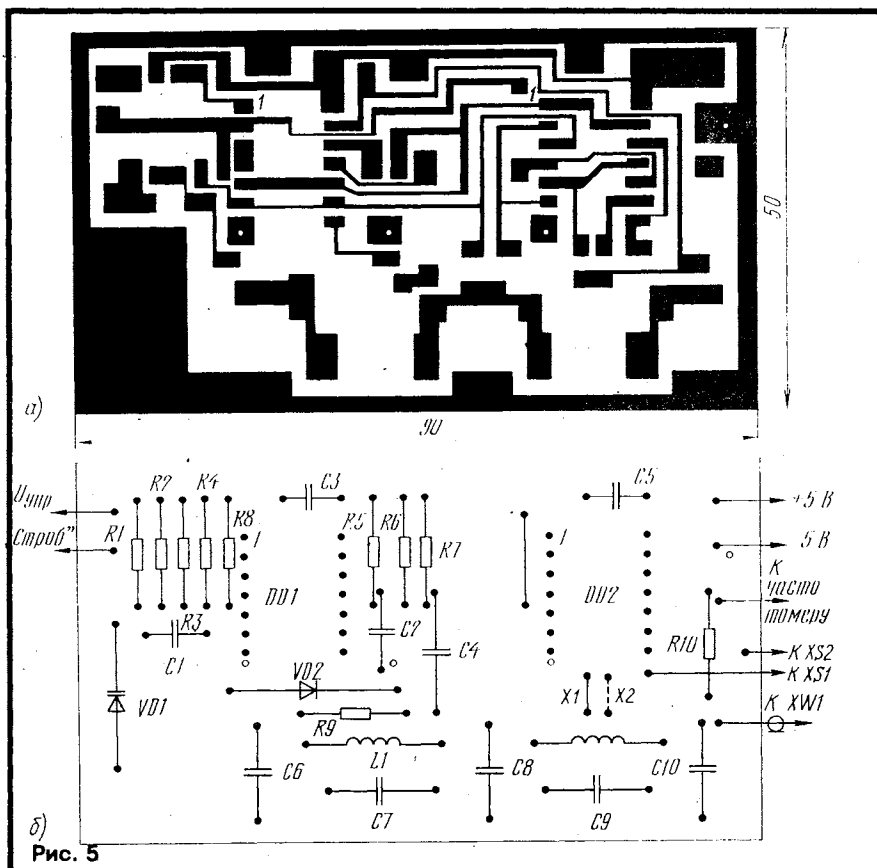 1
1
50
а)
90
Uупр
"Строб"
R1
R2
R4
R8
C3
R5
R6
R7
C5
+5 В
5 В
К
часто
томеру
1
DD1
1
DD2
R3
C1
C2
C4
R10
К XS2
К XS1
VD2
VD1
X1
X2
К XW1
R9
L1
C6
C7
C8
C9
C10
б)
Рис. 5